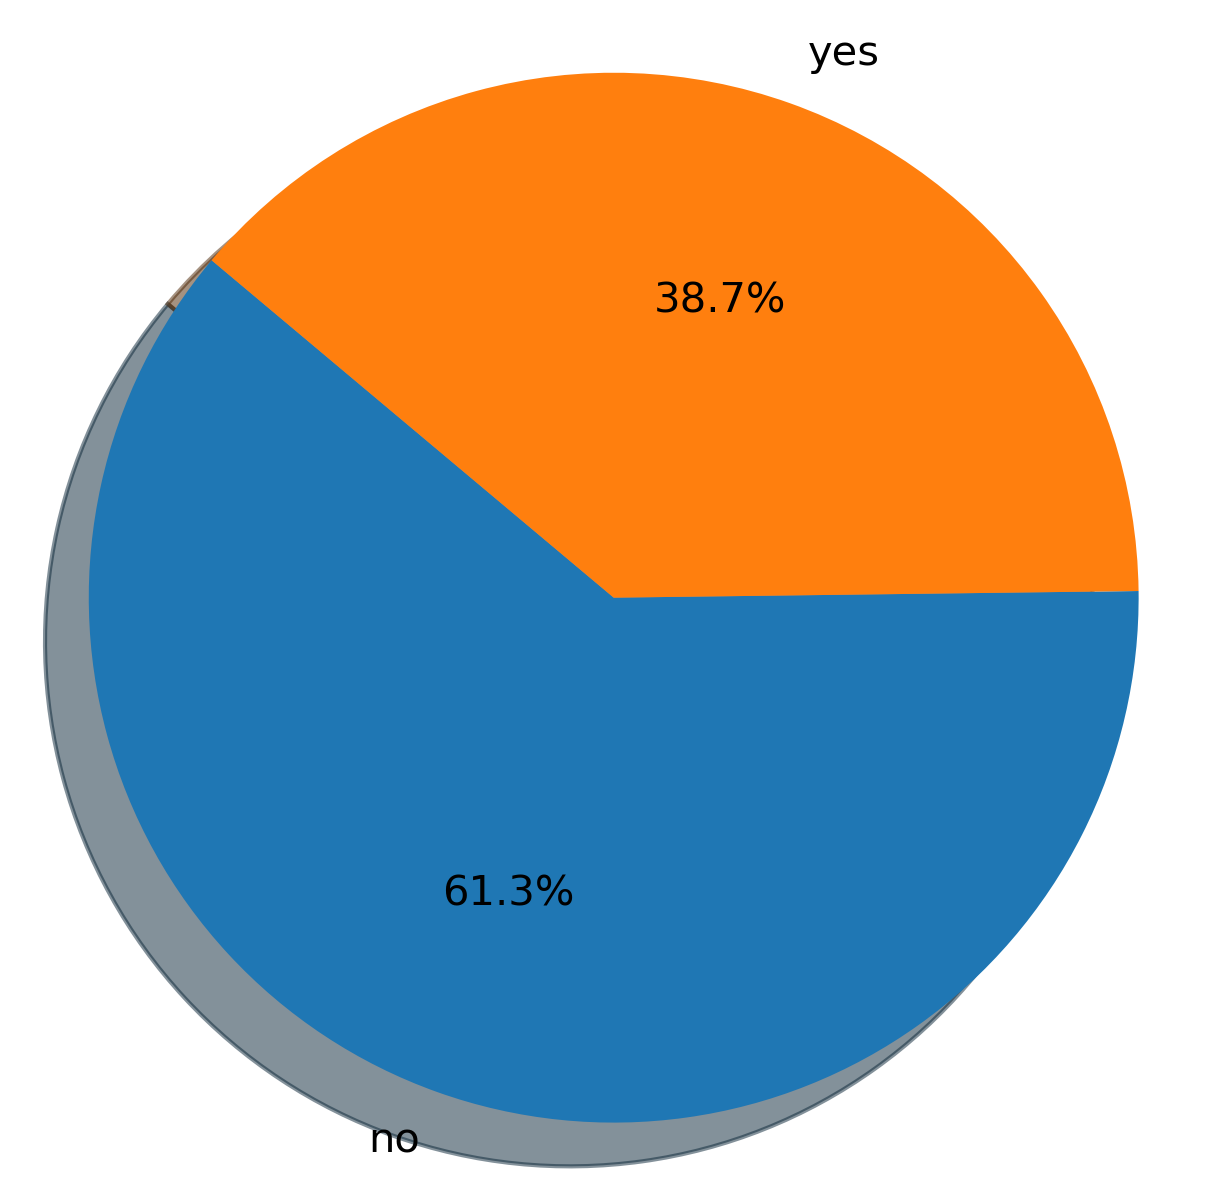 yes
38.7%
61.3%
no